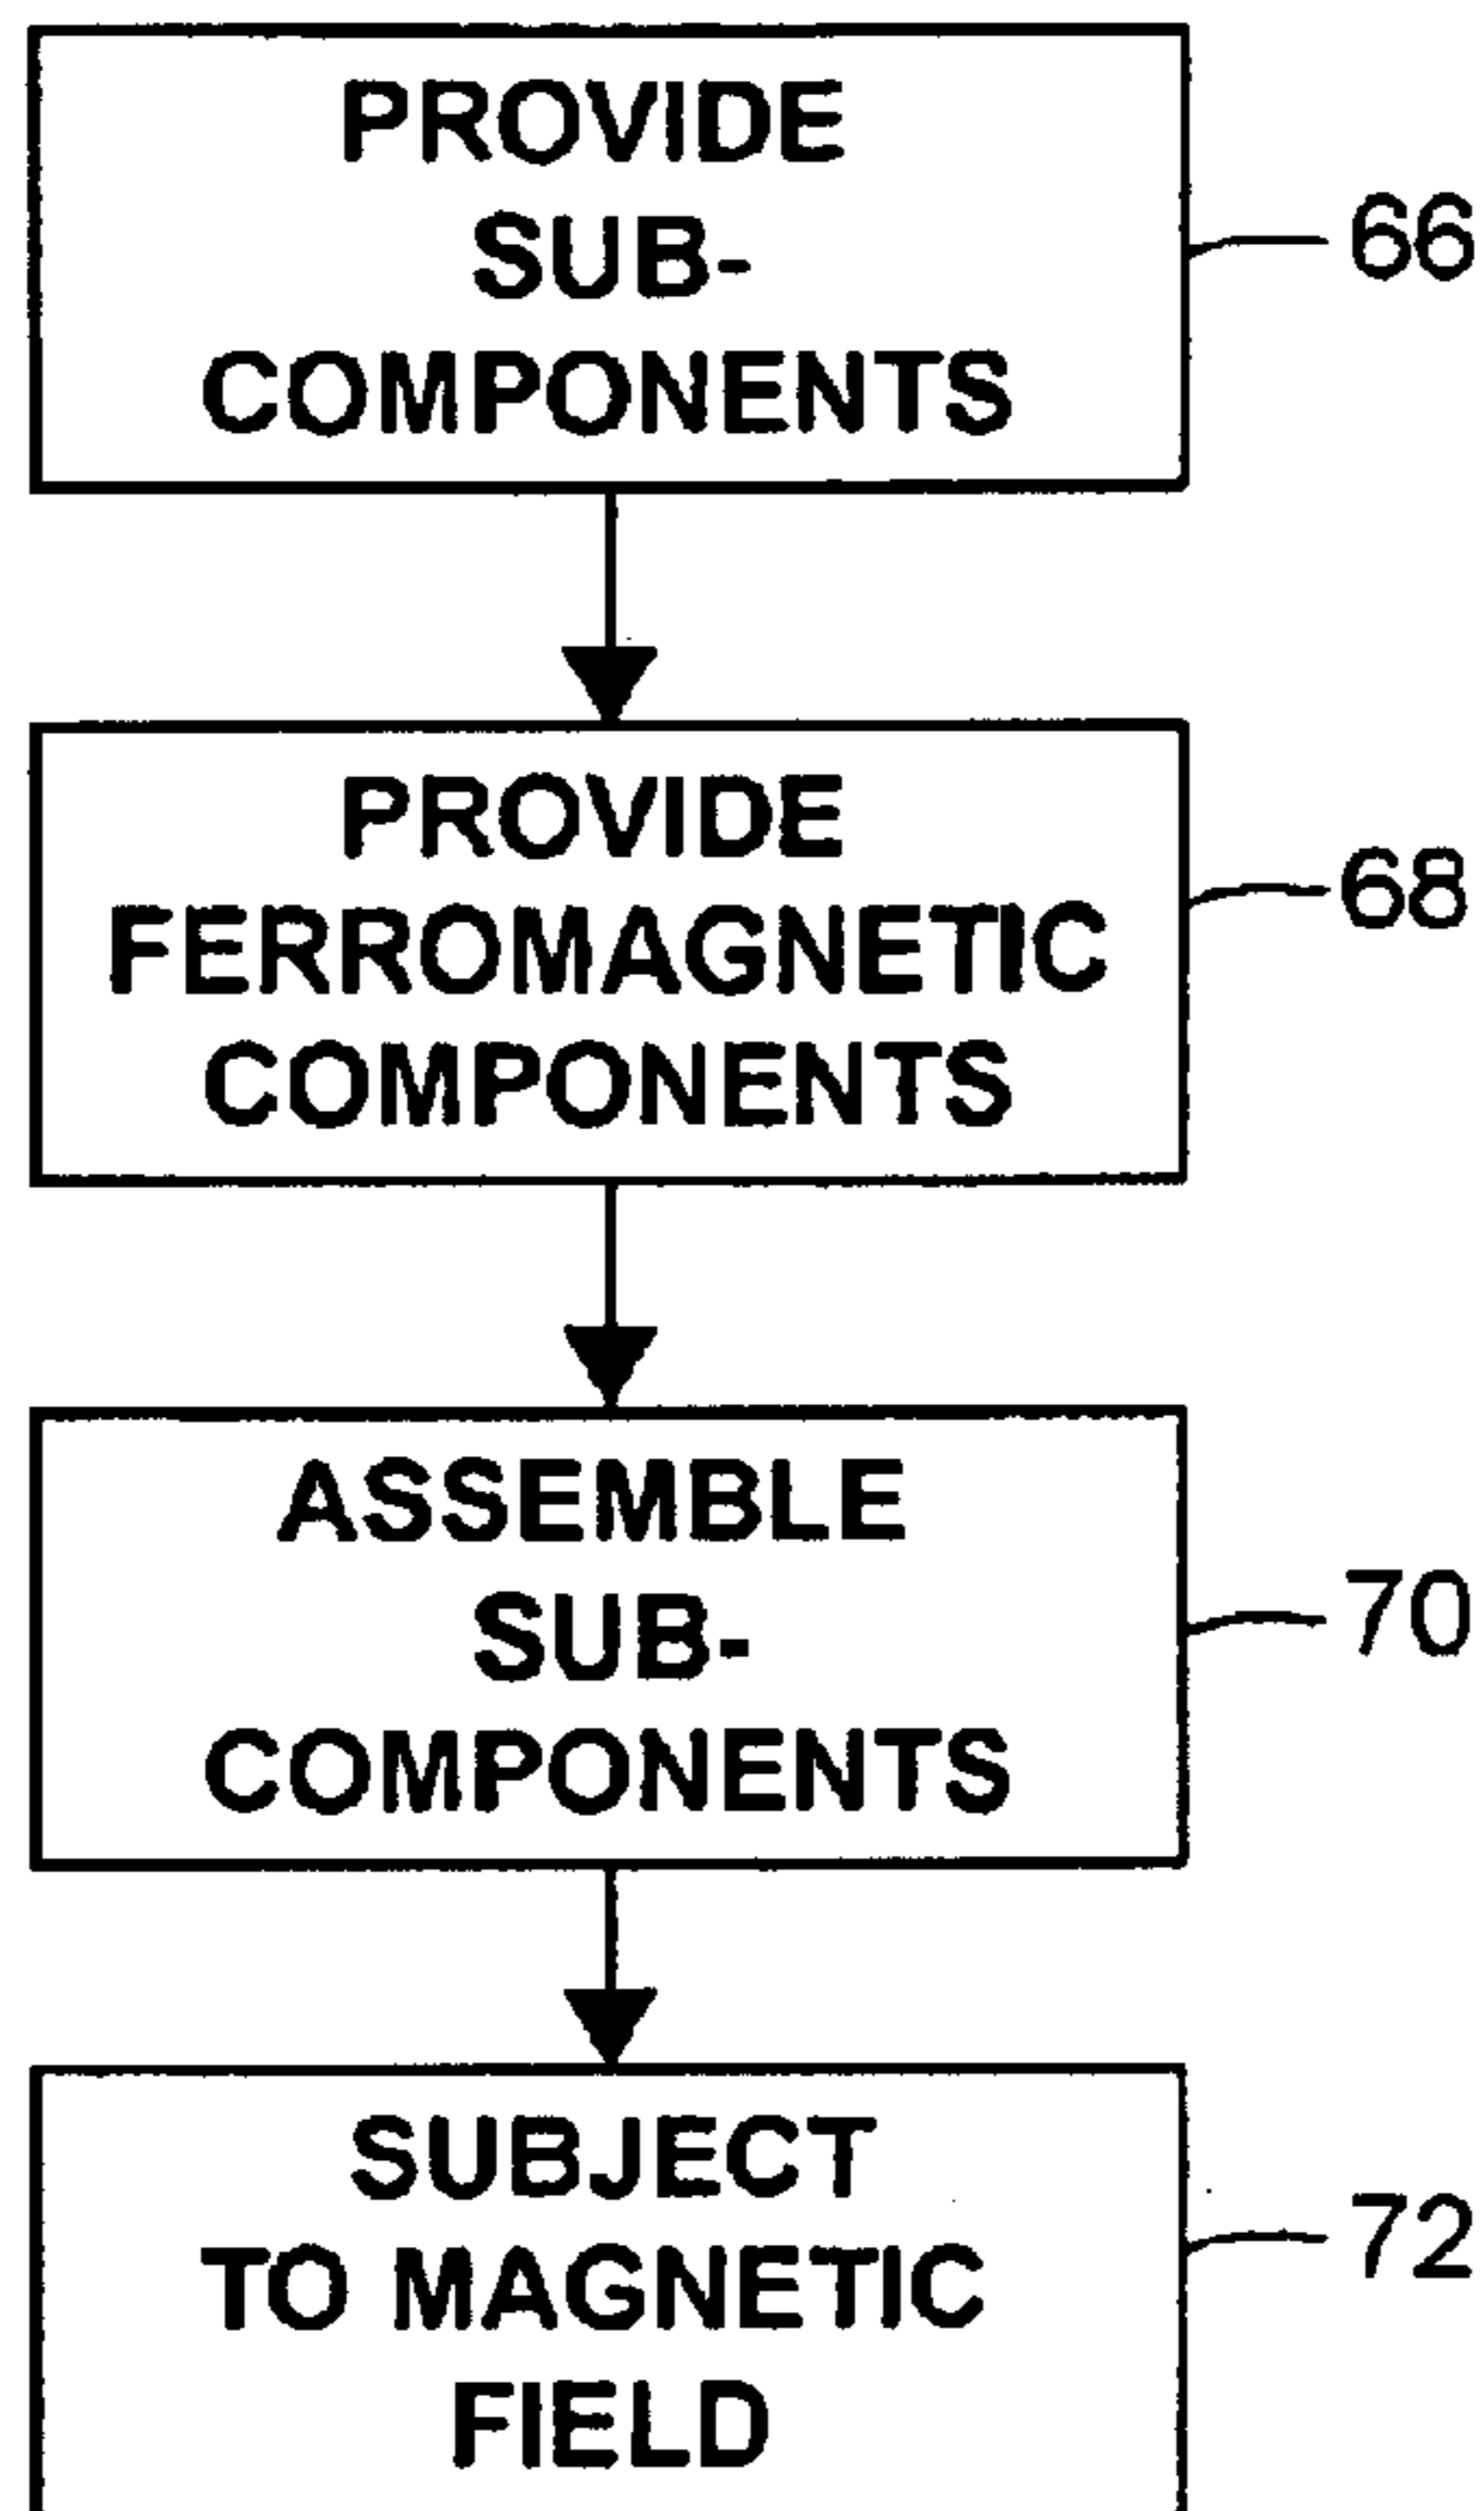 PROVIDE
SUB-
COMPONENTS
66
PROVIDE
FERROMAGNETIC
COMPONENTS
68
ASSEMBLE
SUB-
COMPONENTS
70
SUBJECT
TO MAGNETIC
FIELD
72